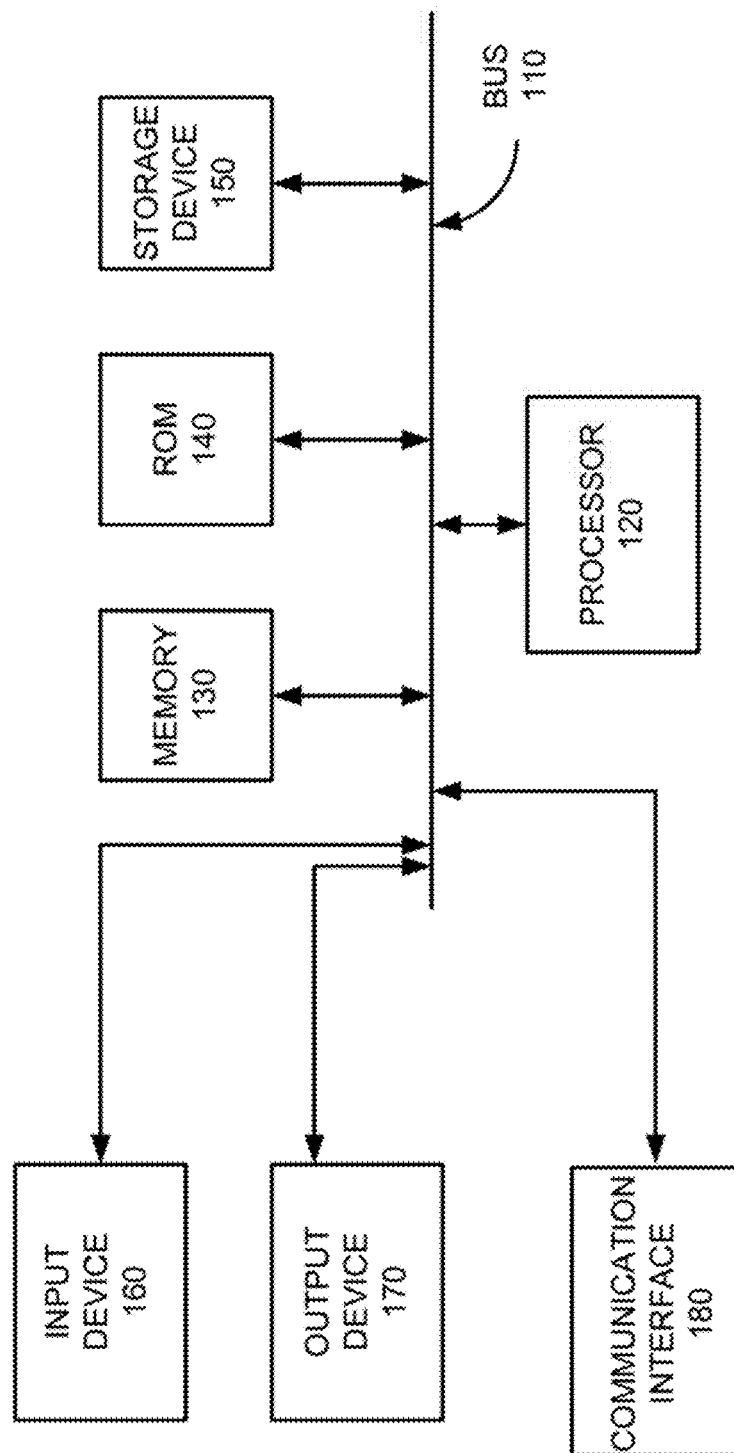 INPUT
DEVICE
160
OUTPUT
DEVICE
170
COMMUNICATION
INTERFACE
180
MEMORY
130
ROM
140
STORAGE
DEVICE
150
PROCESSOR
120
BUS
110